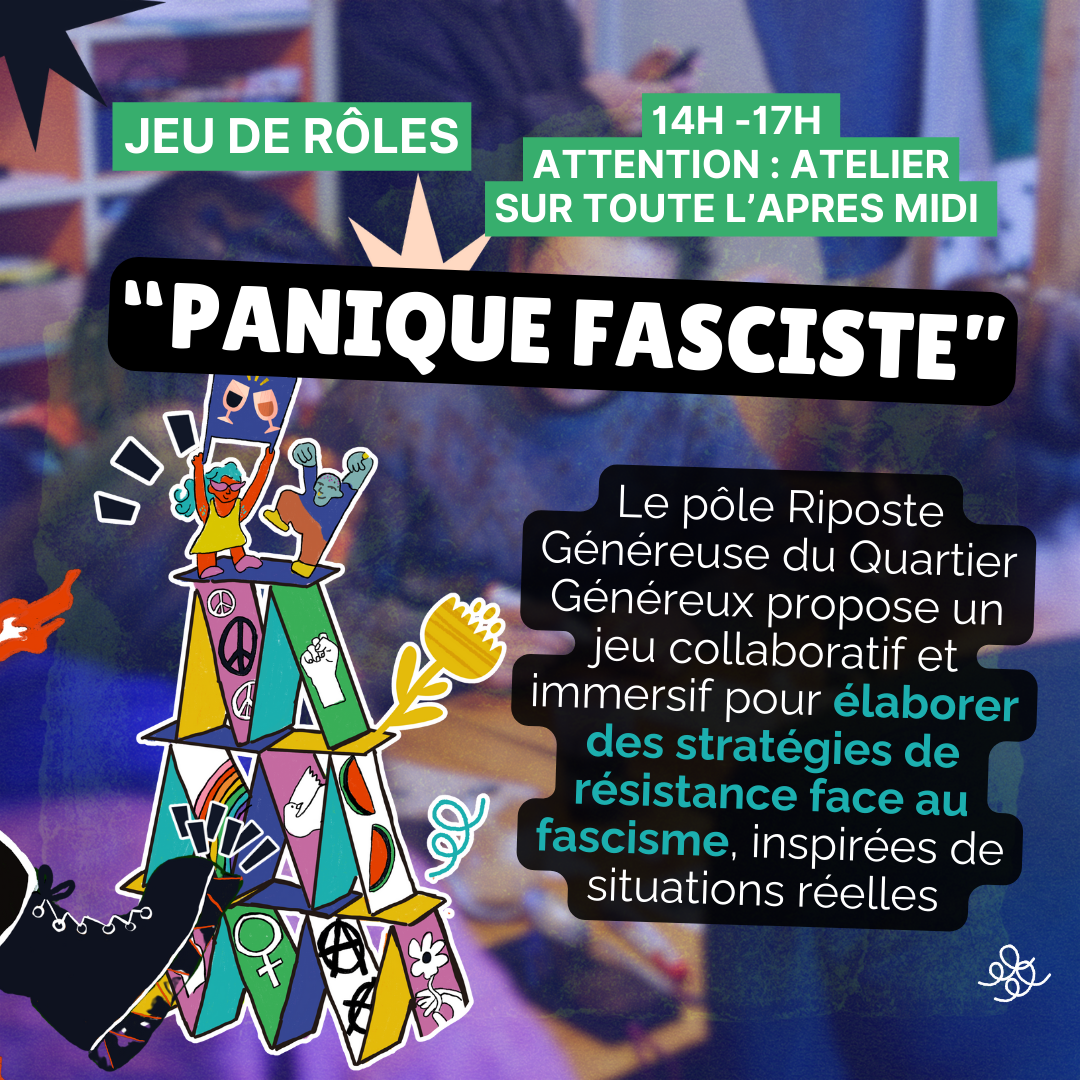 JEU DE RÔLES
14H -17H
ATTENTION : ATELIER
SUR TOUTE L’APRES MIDI
“PANIQUE FASCISTE”
Le pôle Riposte
Généreuse du Quartier
Généreux propose un
jeu collaboratif et
immersif pour élaborer
des stratégies de
résistance face au
fascisme, inspirées de
situations réelles